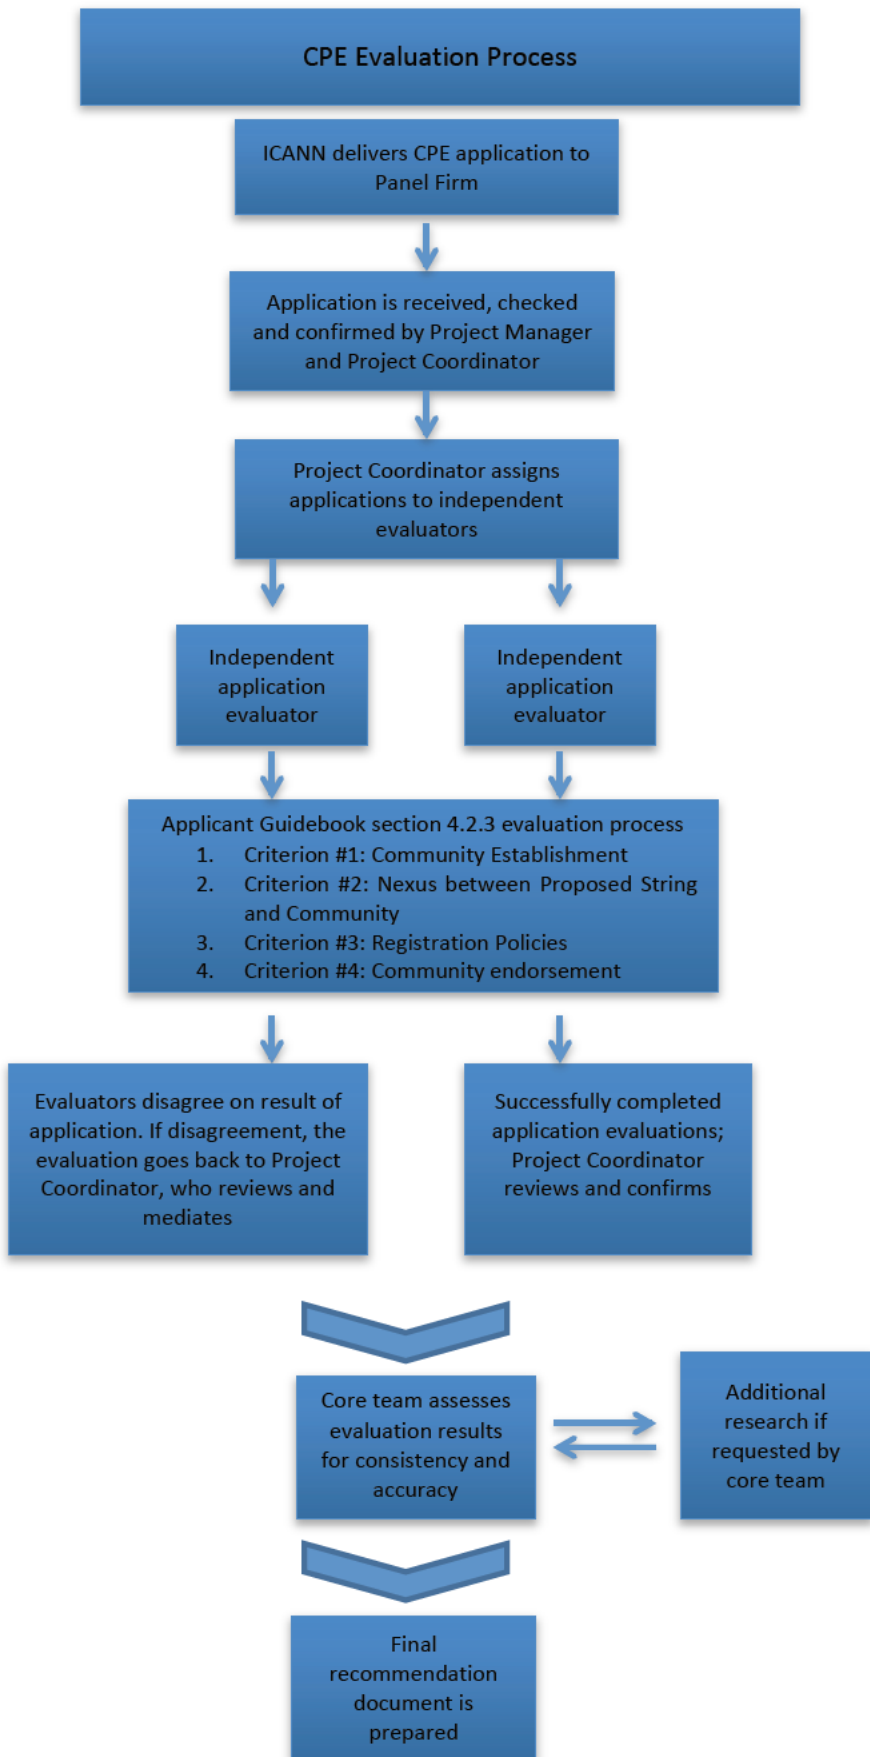 CPE Evaluation Process
ICANN delivers CPE application to
Panel Firm
Application is received, checked
and confirmed by Project Manager
and Project Coordinator
Project Coordinator assigns
applications to independent
evaluators
Independent
application
evaluator
Independent
application
evaluator
Applicant Guidebook section 4.2.3 evaluation process
1. Criterion #1: Community Establishment
2. Criterion #2: Nexus between Proposed String
and Community
3. Criterion #3: Registration Policies
4. Criterion #4: Community endorsement
Evaluators disagree on result of
application. If disagreement, the
evaluation goes back to Project
Coordinator, who reviews and
mediates
Successfully completed
application evaluations;
Project Coordinator
reviews and confirms
Core team assesses
evaluation results
for consistency and
accuracy
Additional
research if
requested by
core team
Final
recommendation
document is
prepared